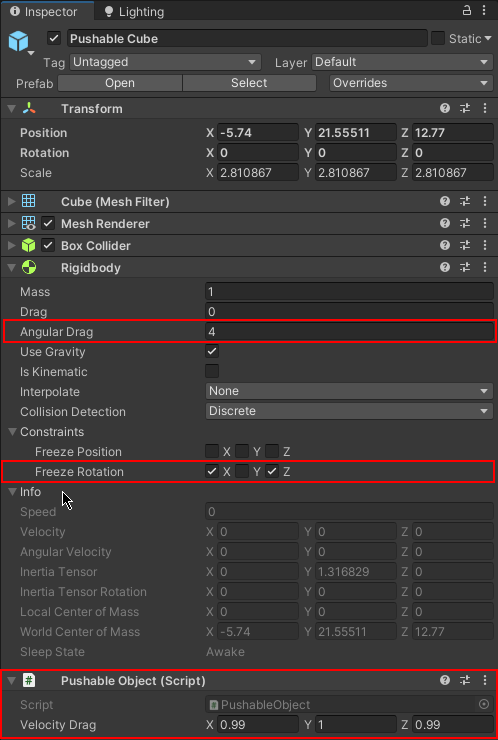 Inspector Lighting
Pushable Cube Static
Tag Untagged Layer Default
Prefab Open Select Overrides
Transform
Position X -5.74 Y 21.55511 Z 12.77
Rotation X 0 Y 0 Z 0
Scale X 2.810867 Y 2.810867 Z 2.810867
Cube (Mesh Filter)
Mesh Renderer
Box Collider
Rigidbody
Mass 1
Drag 0
Angular Drag 4
Use Gravity
Is Kinematic
Interpolate None
Collision Detection Discrete
Constraints
Freeze Position X Y Z
Freeze Rotation X Y Z
Info
Speed 0
Velocity X 0 Y 0 Z 0
Angular Velocity X 0 Y 0 Z 0
Inertia Tensor X 0 Y 1.316829 Z 0
Inertia Tensor Rotation X 0 Y 0 Z 0
Local Center of Mass X 0 Y 0 Z 0
World Center of Mass X -5.74 Y 21.55511 Z 12.77
Sleep State Awake
# Pushable Object (Script)
Script # PushableObject
Velocity Drag X 0.99 Y 1 Z 0.99